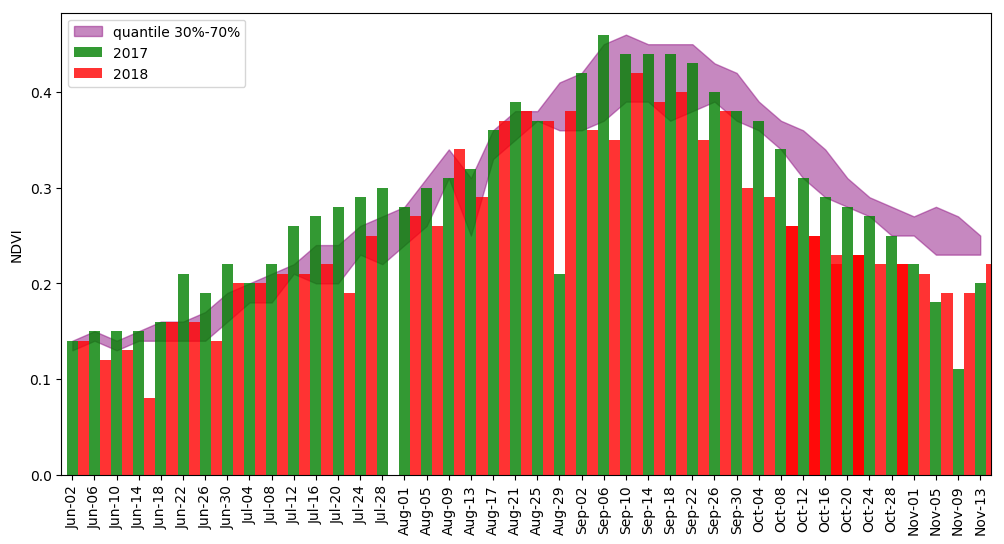 quantile 30%-70%
2017
2018
NDVI
0.4
0.3
0.2
0.1
0.0
Jun-02
Jun-06
Jun-10
Jun-14
Jun-18
Jun-22
Jun-26
Jun-30
Jul-04
Jul-08
Jul-12
Jul-16
Jul-20
Jul-24
Jul-28
Aug-01
Aug-05
Aug-09
Aug-13
Aug-17
Aug-21
Aug-25
Aug-29
Sep-02
Sep-06
Sep-10
Sep-14
Sep-18
Sep-22
Sep-26
Sep-30
Oct-04
Oct-08
Oct-12
Oct-16
Oct-20
Oct-24
Oct-28
Nov-01
Nov-05
Nov-09
Nov-13